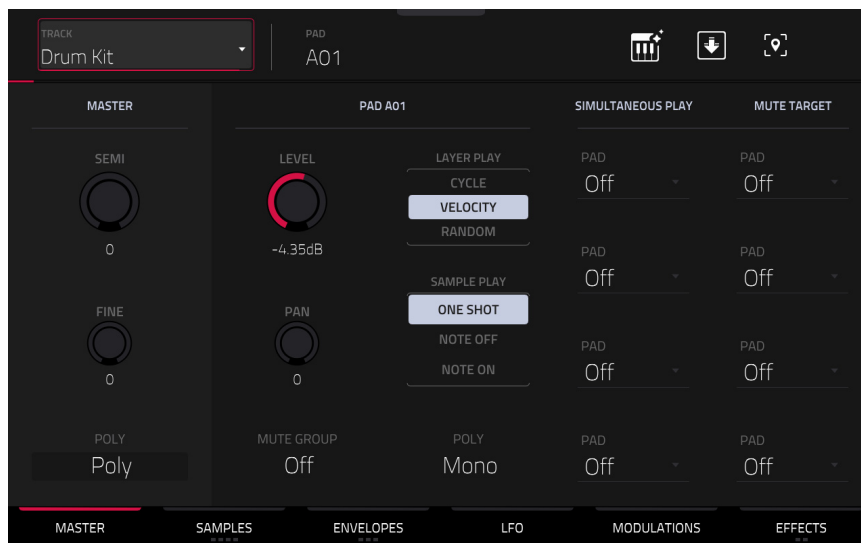 TRACK
Drum Kit
PAD
A01
MASTER
SEMI
0
FINE
0
POLY
Poly
PAD A01
LEVEL
-4.35dB
PAN
0
MUTE GROUP
Off
LAYER PLAY
CYCLE
VELOCITY
RANDOM
SAMPLE PLAY
ONE SHOT
NOTE OFF
NOTE ON
POLY
Mono
SIMULTANEOUS PLAY
PAD
Off
PAD
Off
PAD
Off
PAD
Off
MUTE TARGET
PAD
Off
PAD
Off
PAD
Off
PAD
Off
MASTER
SAMPLES
ENVELOPES
LFO
MODULATIONS
EFFECTS